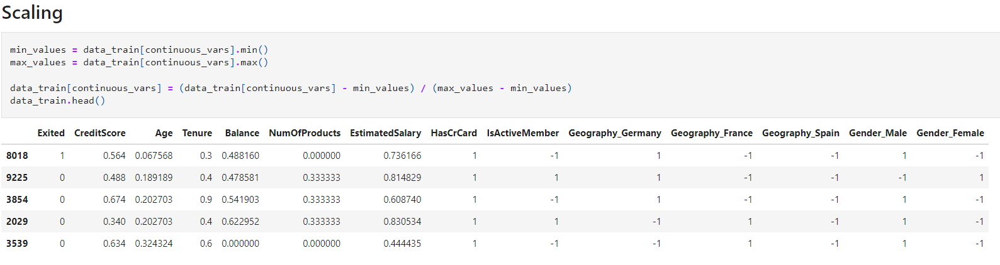 Scaling
min_values = data_train[continuous_vars].min()
max_values = data_train[continuous_vars].max()
data_train[continuous_vars] = (data_train[continuous_vars] - min_values) / (max_values - min_values)
data_train.head()
Exited CreditScore Age Tenure Balance NumOfProducts EstimatedSalary HasCrCard IsActiveMember Geography_Germany Geography_France Geography_Spain Gender_Male Gender_Female
8018 1 0.564 0.067568 0.3 0.488160 0.000000 0.736166 1 -1 1 -1 -1 1 -1
9225 0 0.488 0.189189 0.4 0.478581 0.333333 0.814829 1 1 1 -1 -1 -1 1
3854 0 0.674 0.202703 0.9 0.541903 0.333333 0.608740 1 -1 1 -1 -1 1 -1
2029 0 0.340 0.202703 0.4 0.622952 0.333333 0.830534 1 1 -1 1 -1 1 -1
3539 0 0.634 0.324324 0.6 0.000000 0.000000 0.444435 1 -1 -1 1 -1 1 -1